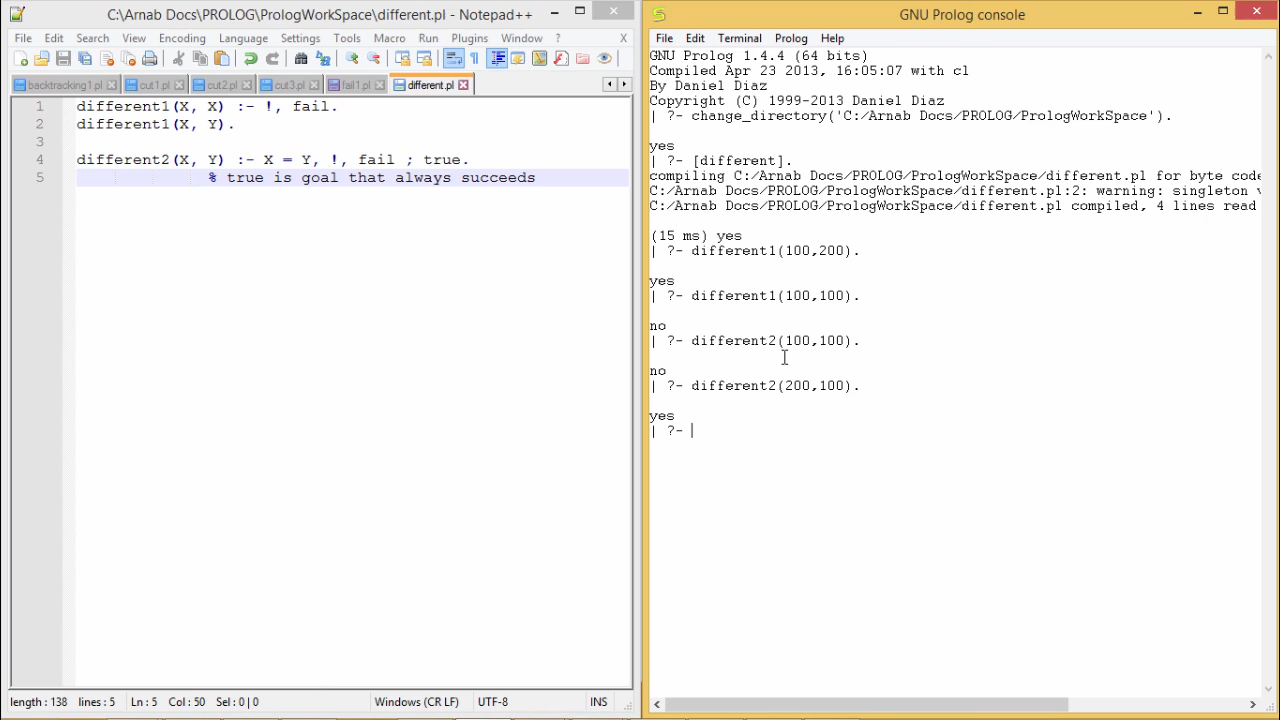 C:\Arnab Docs\PROLOG\PrologWorkSpace\different.pl - Notepad++
File Edit Search View Encoding Language Settings Tools Macro Run Plugins Window ? X
backtracking1.pl cut1.pl cut2.pl cut3.pl fail1.pl different.pl
1 different1(X, X) :- !, fail.
2 different1(X, Y).
3
4 different2(X, Y) :- X = Y, !, fail ; true.
5 % true is goal that always succeeds
length : 138 lines : 5 Ln : 5 Col : 50 Sel : 0 | 0 Windows (CR LF) UTF-8 INS
GNU Prolog console
File Edit Terminal Prolog Help
GNU Prolog 1.4.4 (64 bits)
Compiled Apr 23 2013, 16:05:07 with cl
By Daniel Diaz
Copyright (C) 1999-2013 Daniel Diaz
| ?- change_directory('C:/Arnab Docs/PROLOG/PrologWorkSpace').
yes
| ?- [different].
compiling C:/Arnab Docs/PROLOG/PrologWorkSpace/different.pl for byte code
C:/Arnab Docs/PROLOG/PrologWorkSpace/different.pl:2: warning: singleton v
C:/Arnab Docs/PROLOG/PrologWorkSpace/different.pl compiled, 4 lines read
(15 ms) yes
| ?- different1(100,200).
yes
| ?- different1(100,100).
no
| ?- different2(100,100).
no
| ?- different2(200,100).
yes
| ?-